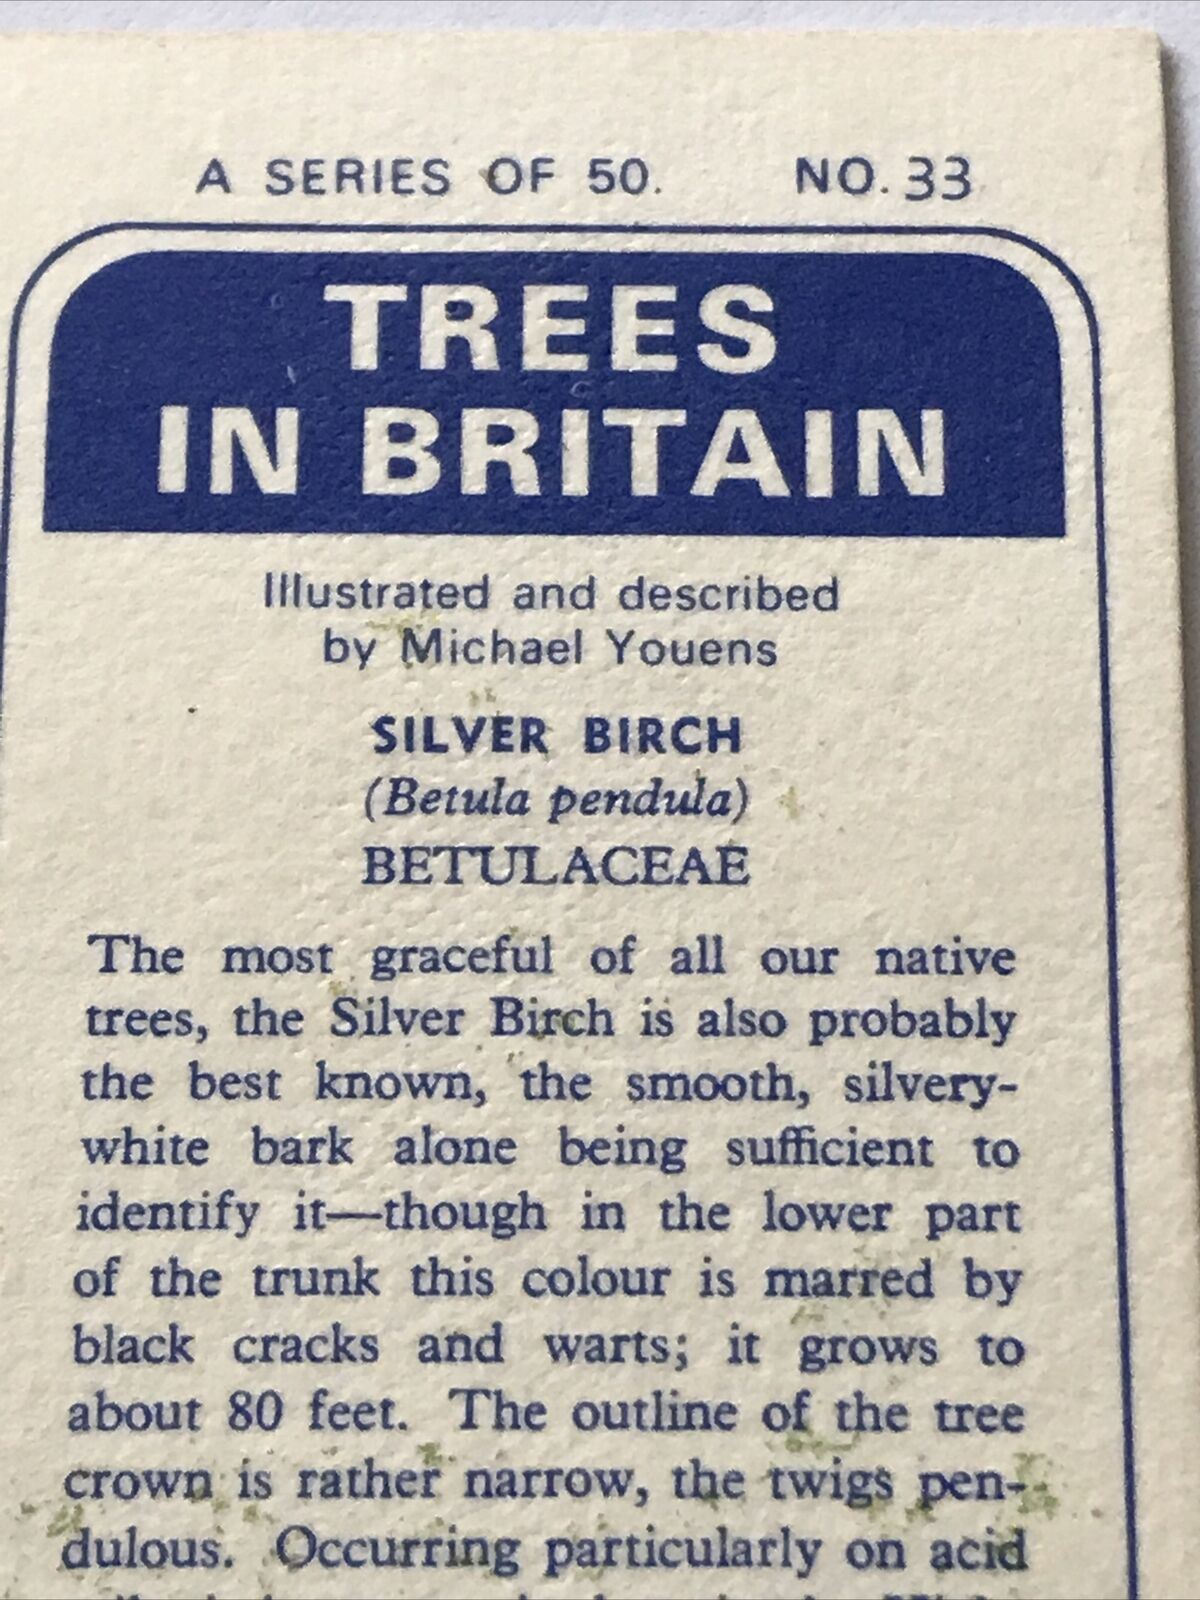 A SERIES OF 50. NO. 33
TREES
IN BRITAIN
Illustrated and described
by Michael Youens
SILVER BIRCH
(Betula pendula)
BETULACEAE
The most graceful of all our native
trees, the Silver Birch is also probably
the best known, the smooth, silvery-
white bark alone being sufficient to
identify it—though in the lower part
of the trunk this colour is marred by
black cracks and warts; it grows to
about 80 feet. The outline of the tree
crown is rather narrow, the twigs pen-
dulous. Occurring particularly on acid